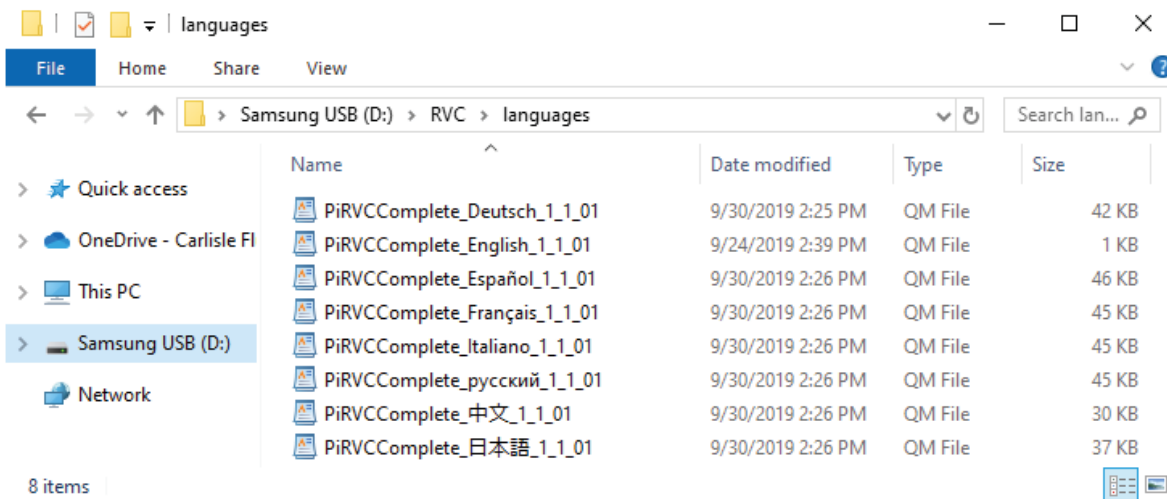 languages
File Home Share View
Samsung USB (D:) > RVC > languages Search lan...
Name Date modified Type Size
Quick access
OneDrive - Carlisle Fl
This PC
Samsung USB (D:)
Network
PiRVCComplete_Deutsch_1_1_01 9/30/2019 2:25 PM QM File 42 KB
PiRVCComplete_English_1_1_01 9/24/2019 2:39 PM QM File 1 KB
PiRVCComplete_Español_1_1_01 9/30/2019 2:26 PM QM File 46 KB
PiRVCComplete_Français_1_1_01 9/30/2019 2:26 PM QM File 45 KB
PiRVCComplete_Italiano_1_1_01 9/30/2019 2:26 PM QM File 45 KB
PiRVCComplete_русский_1_1_01 9/30/2019 2:26 PM QM File 45 KB
PiRVCComplete_中文_1_1_01 9/30/2019 2:26 PM QM File 30 KB
PiRVCComplete_日本語_1_1_01 9/30/2019 2:26 PM QM File 37 KB
8 items